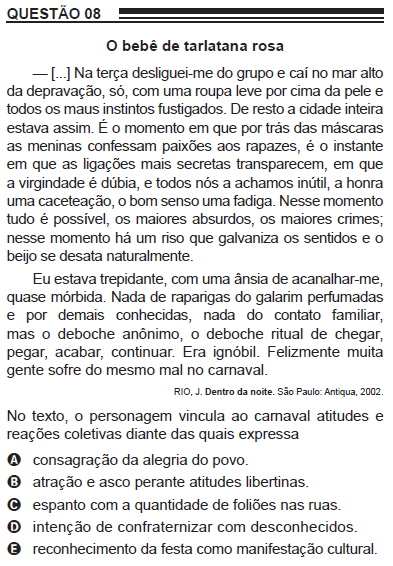 QUESTÃO 08
O bebê de tarlatana rosa
— [...] Na terça desliguei-me do grupo e caí no mar alto
da depravação, só, com uma roupa leve por cima da pele e
todos os maus instintos fustigados. De resto a cidade inteira
estava assim. É o momento em que por trás das máscaras
as meninas confessam paixões aos rapazes, é o instante
em que as ligações mais secretas transparecem, em que
a virgindade é dúbia, e todos nós a achamos inútil, a honra
uma caceteação, o bom senso uma fadiga. Nesse momento
tudo é possível, os maiores absurdos, os maiores crimes;
nesse momento há um riso que galvaniza os sentidos e o
beijo se desata naturalmente.
Eu estava trepidante, com uma ânsia de acanalhar-me,
quase mórbida. Nada de raparigas do galarim perfumadas
e por demais conhecidas, nada do contato familiar,
mas o deboche anônimo, o deboche ritual de chegar,
pegar, acabar, continuar. Era ignóbil. Felizmente muita
gente sofre do mesmo mal no carnaval.
RIO, J. Dentro da noite. São Paulo: Antiqua, 2002.
No texto, o personagem vincula ao carnaval atitudes e
reações coletivas diante das quais expressa
A consagração da alegria do povo.
B atração e asco perante atitudes libertinas.
C espanto com a quantidade de foliões nas ruas.
D intenção de confraternizar com desconhecidos.
E reconhecimento da festa como manifestação cultural.